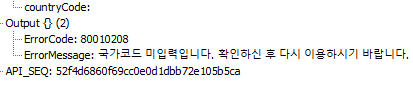 countryCode:
Output {} (2)
ErrorCode: 80010208
ErrorMessage: 국가코드 미입력입니다. 확인하신 후 다시 이용하시기 바랍니다.
API_SEQ: 52f4d6860f69cc0e0d1dbb72e105b5ca